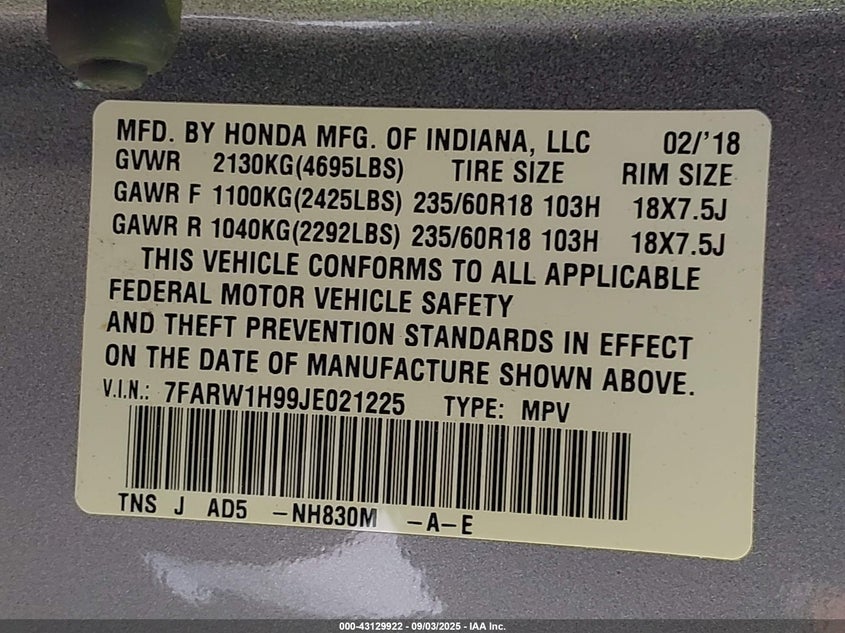 MFD. BY HONDA MFG. OF INDIANA, LLC 02/'18
GVWR 2130KG(4695LBS) TIRE SIZE RIM SIZE
GAWR F 1100KG(2425LBS) 235/60R18 103H 18X7.5J
GAWR R 1040KG(2292LBS) 235/60R18 103H 18X7.5J
THIS VEHICLE CONFORMS TO ALL APPLICABLE
FEDERAL MOTOR VEHICLE SAFETY
AND THEFT PREVENTION STANDARDS IN EFFECT
ON THE DATE OF MANUFACTURE SHOWN ABOVE.
V.I.N.: 7FARW1H99JE021225 TYPE: MPV
TNS J AD5 -NH830M -A-E
000-43129922 - 09/03/2025 - IAA Inc.